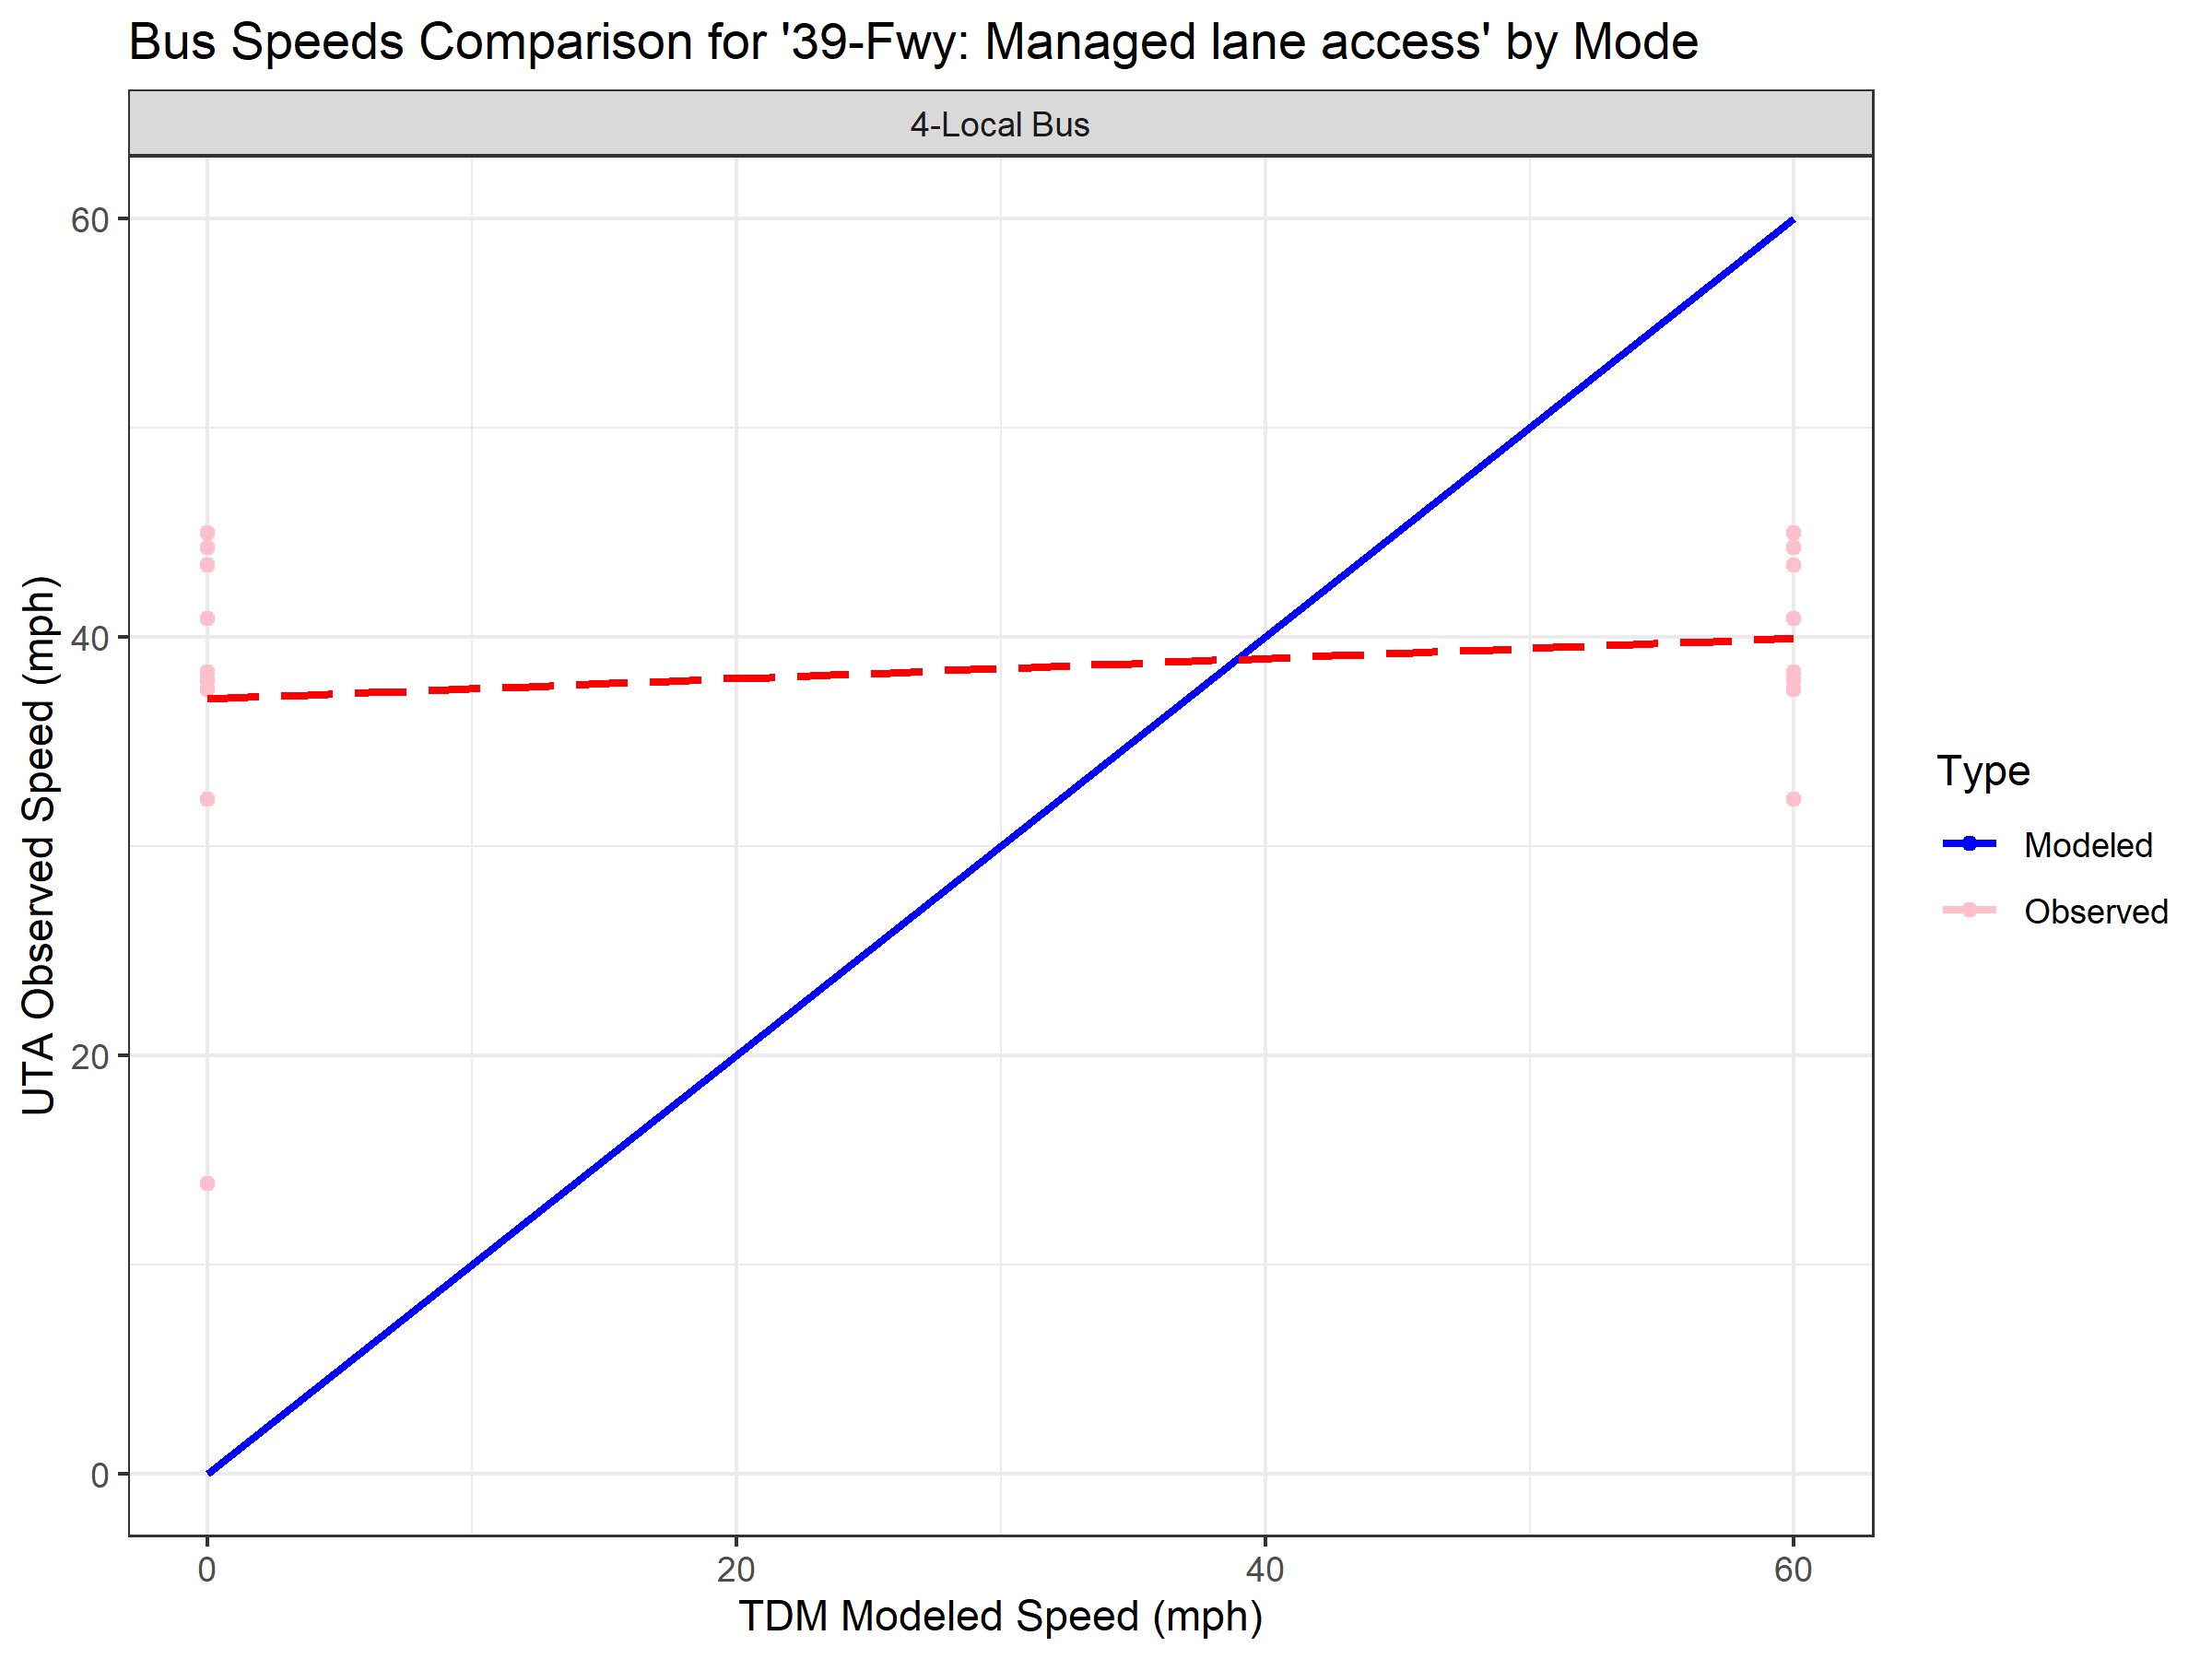 Bus Speeds Comparison for '39-Fwy: Managed lane access' by Mode
4-Local Bus
UTA Observed Speed (mph)
60
40
20
0
0 20 40 60
TDM Modeled Speed (mph)
Type
Modeled
Observed